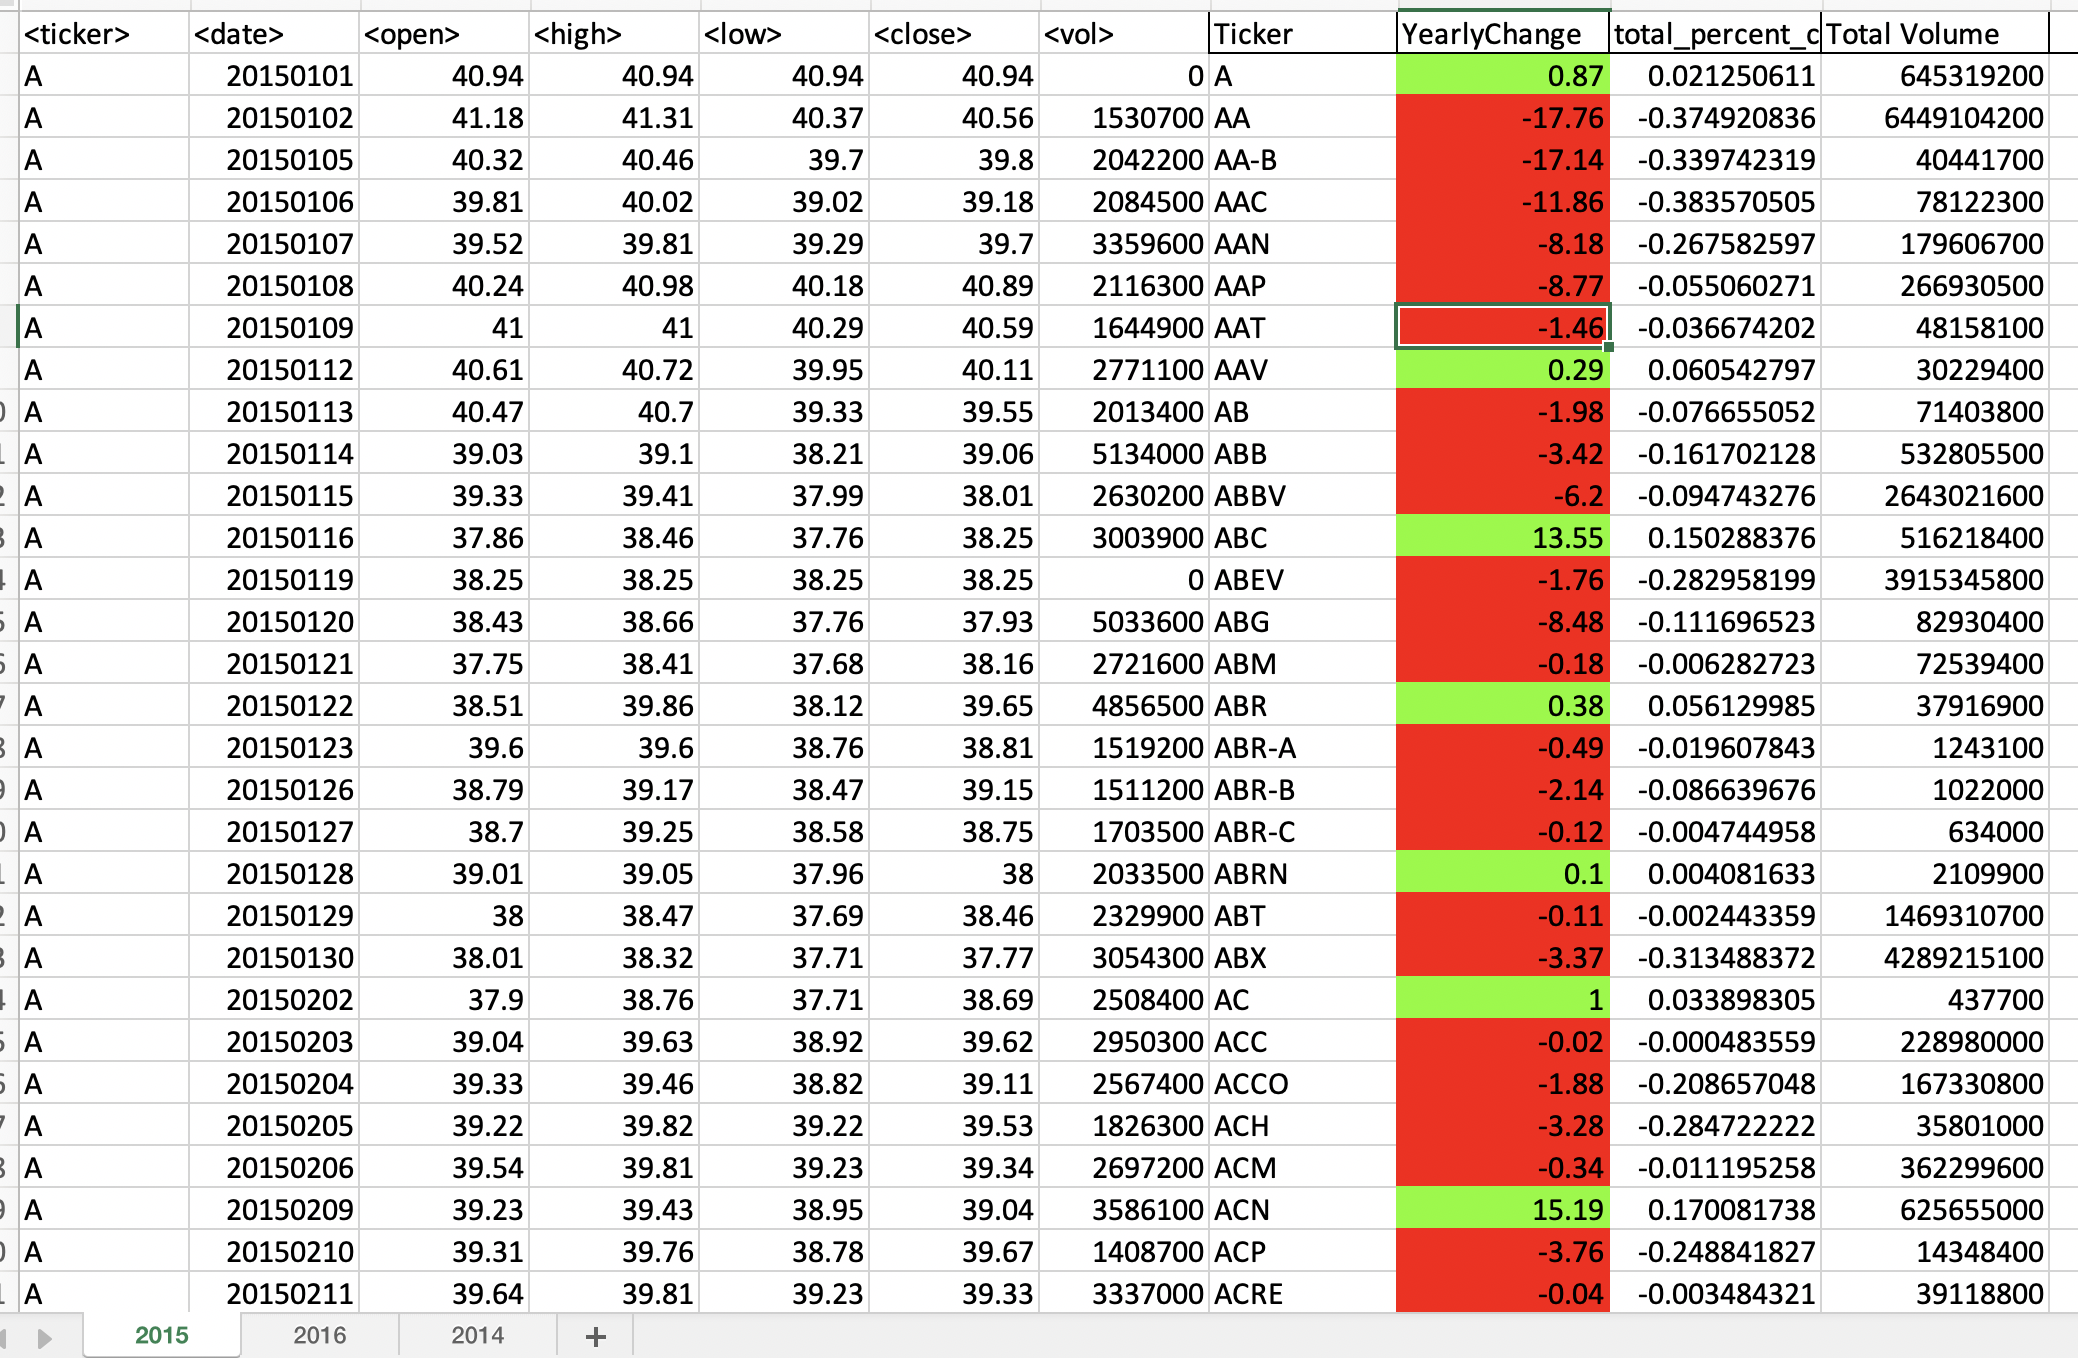 <ticker> <date> <open> <high> <low> <close> <vol> Ticker YearlyChange total_percent_c Total Volume
A 20150101 40.94 40.94 40.94 40.94 0 A 0.87 0.021250611 645319200
A 20150102 41.18 41.31 40.37 40.56 1530700 AA -17.76 -0.374920836 6449104200
A 20150105 40.32 40.46 39.7 39.8 2042200 AA-B -17.14 -0.339742319 40441700
A 20150106 39.81 40.02 39.02 39.18 2084500 AAC -11.86 -0.383570505 78122300
A 20150107 39.52 39.81 39.29 39.7 3359600 AAN -8.18 -0.267582597 179606700
A 20150108 40.24 40.98 40.18 40.89 2116300 AAP -8.77 -0.055060271 266930500
A 20150109 41 41 40.29 40.59 1644900 AAT -1.46 -0.036674202 48158100
A 20150112 40.61 40.72 39.95 40.11 2771100 AAV 0.29 0.060542797 30229400
A 20150113 40.47 40.7 39.33 39.55 2013400 AB -1.98 -0.076655052 71403800
A 20150114 39.03 39.1 38.21 39.06 5134000 ABB -3.42 -0.161702128 532805500
A 20150115 39.33 39.41 37.99 38.01 2630200 ABBV -6.2 -0.094743276 2643021600
A 20150116 37.86 38.46 37.76 38.25 3003900 ABC 13.55 0.150288376 516218400
A 20150119 38.25 38.25 38.25 38.25 0 ABEV -1.76 -0.282958199 3915345800
A 20150120 38.43 38.66 37.76 37.93 5033600 ABG -8.48 -0.111696523 82930400
A 20150121 37.75 38.41 37.68 38.16 2721600 ABM -0.18 -0.006282723 72539400
A 20150122 38.51 39.86 38.12 39.65 4856500 ABR 0.38 0.056129985 37916900
A 20150123 39.6 39.6 38.76 38.81 1519200 ABR-A -0.49 -0.019607843 1243100
A 20150126 38.79 39.17 38.47 39.15 1511200 ABR-B -2.14 -0.086639676 1022000
A 20150127 38.7 39.25 38.58 38.75 1703500 ABR-C -0.12 -0.004744958 634000
A 20150128 39.01 39.05 37.96 38 2033500 ABRN 0.1 0.004081633 2109900
A 20150129 38 38.47 37.69 38.46 2329900 ABT -0.11 -0.002443359 1469310700
A 20150130 38.01 38.32 37.71 37.77 3054300 ABX -3.37 -0.313488372 4289215100
A 20150202 37.9 38.76 37.71 38.69 2508400 AC 1 0.033898305 437700
A 20150203 39.04 39.63 38.92 39.62 2950300 ACC -0.02 -0.000483559 228980000
A 20150204 39.33 39.46 38.82 39.11 2567400 ACCO -1.88 -0.208657048 167330800
A 20150205 39.22 39.82 39.22 39.53 1826300 ACH -3.28 -0.284722222 35801000
A 20150206 39.54 39.81 39.23 39.34 2697200 ACM -0.34 -0.011195258 362299600
A 20150209 39.23 39.43 38.95 39.04 3586100 ACN 15.19 0.170081738 625655000
A 20150210 39.31 39.76 38.78 39.67 1408700 ACP -3.76 -0.248841827 14348400
A 20150211 39.64 39.81 39.23 39.33 3337000 ACRE -0.04 -0.003484321 39118800
2015 2016 2014 +